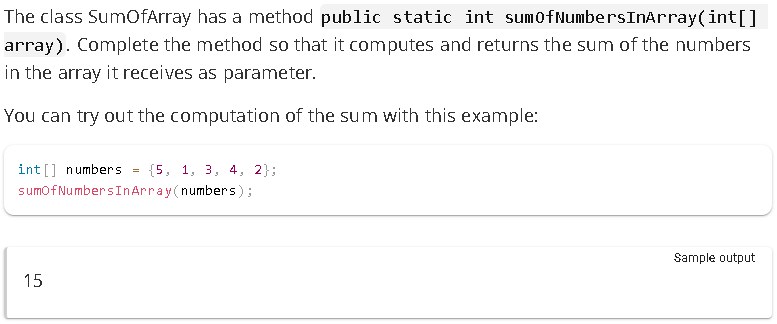 The class SumOfArray has a method public static int sumOfNumbersInArray(int[]
array). Complete the method so that it computes and returns the sum of the numbers
in the array it receives as parameter.
You can try out the computation of the sum with this example:
int[] numbers = {5, 1, 3, 4, 2};
sumOfNumbersInArray(numbers);
Sample output
15